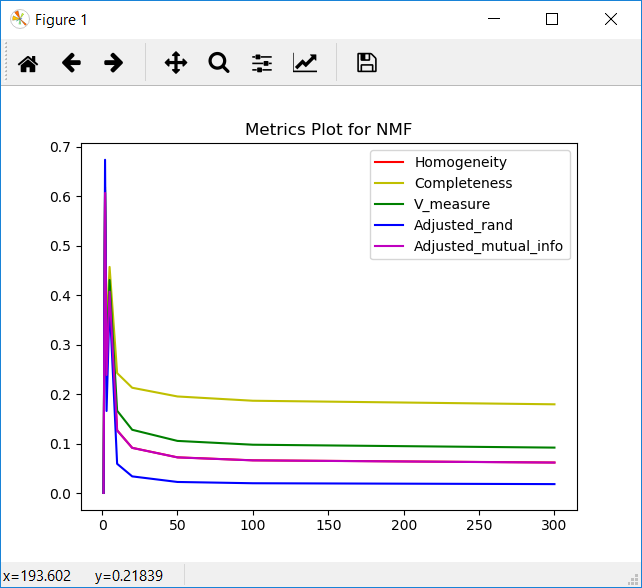 Figure 1
Metrics Plot for NMF
0.7
0.6
0.5
0.4
0.3
0.2
0.1
0.0
Homogeneity
Completeness
V_measure
Adjusted_rand
Adjusted_mutual_info
0 50 100 150 200 250 300
x=193.602 y=0.21839